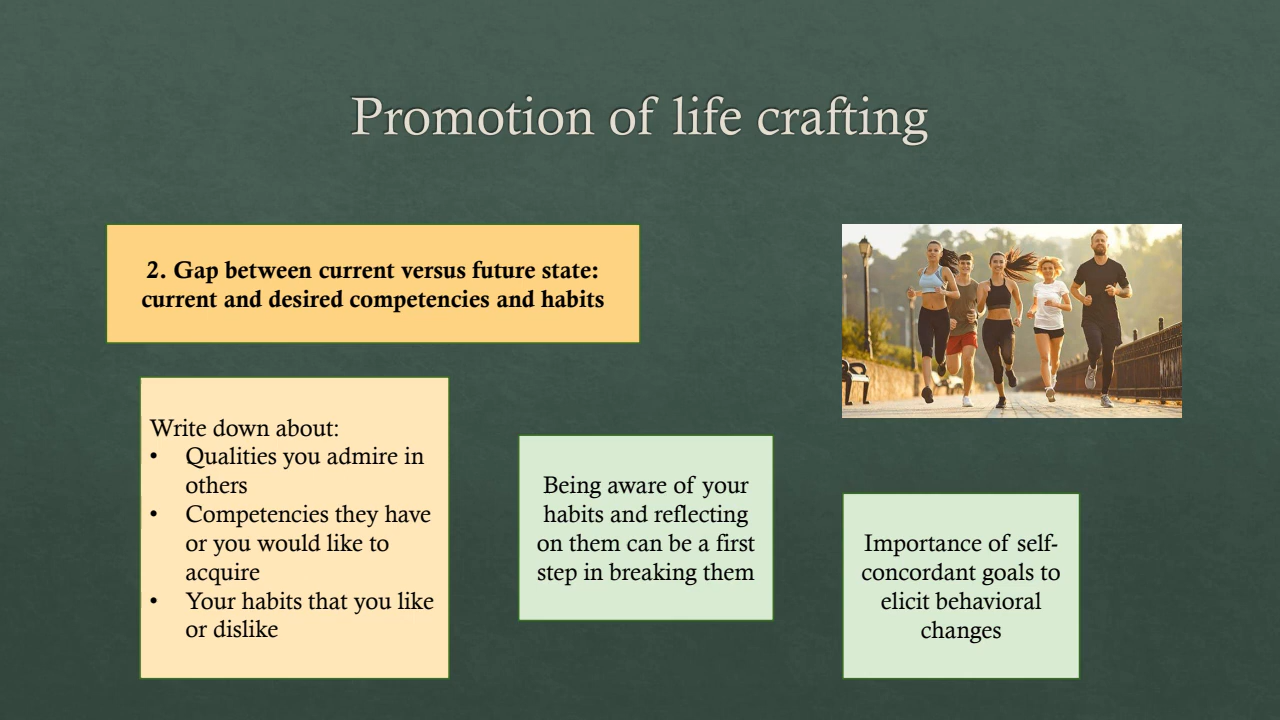 Promotion of life crafting
2. Gap between current versus future state:
current and desired competencies and habits
Write down about:
• Qualities you admire in
others
• Competencies they have
or you would like to
acquire
• Your habits that you like
or dislike
Being aware of your
habits and reflecting
on them can be a first
step in breaking them
Importance of self-
concordant goals to
elicit behavioral
changes